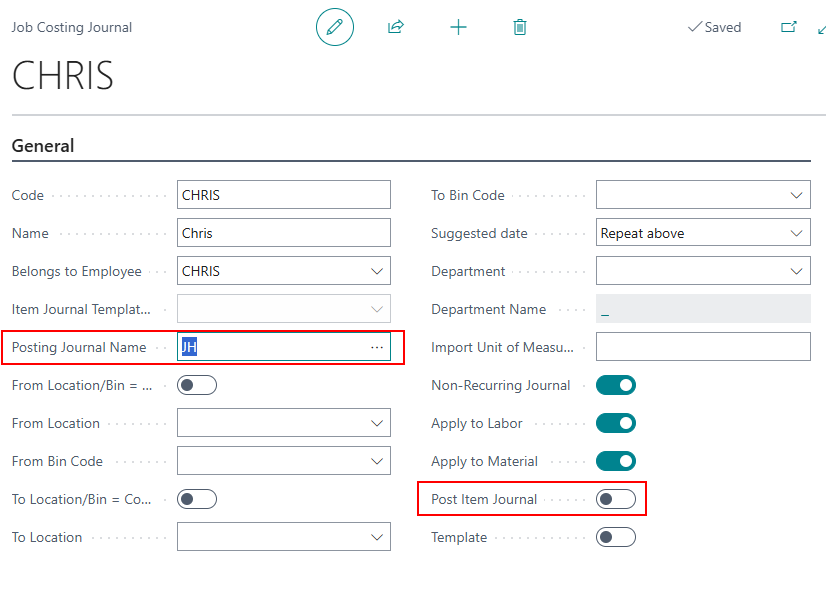 Job Costing Journal
Saved
CHRIS
General
Code CHRIS
Name Chris
Belongs to Employee CHRIS
Item Journal Templat...
Posting Journal Name JH ...
From Location/Bin = ...
From Location
From Bin Code
To Location/Bin = Co...
To Location
To Bin Code
Suggested date Repeat above
Department
Department Name _
Import Unit of Measu...
Non-Recurring Journal
Apply to Labor
Apply to Material
Post Item Journal
Template